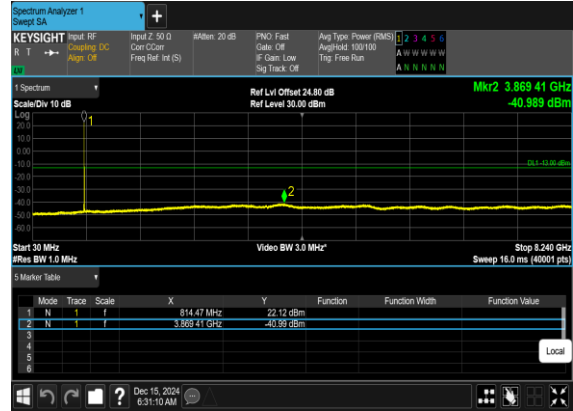 Spectrum Analyzer 1
Swept SA
+
KEYSIGHT Input: RF Input Z: 50 Ω #Atten: 20 dB PNO: Fast Avg Type: Power (RMS) 1 2 3 4 5 6
R T Coupling: DC Corr CCorr Gate: Off Avg|Hold: 100/100 A W W W W W
Align: Off Freq Ref: Int (S) IF Gain: Low Trig: Free Run
Sig Track: Off A N N N N N
1 Spectrum Ref Lvl Offset 24.80 dB Mkr2 3.869 41 GHz
Scale/Div 10 dB Ref Level 30.00 dBm -40.989 dBm
Log
1
20.0
10.0
0.00
-10.0
DL1 -13.00 dBm
-20.0
-30.0
2
-40.0
-50.0
-60.0
Start 30 MHz Video BW 3.0 MHz* Stop 8.240 GHz
#Res BW 1.0 MHz Sweep 16.0 ms (40001 pts)
5 Marker Table
Mode Trace Scale X Y Function Function Width Function Value
1 N 1 f 814.47 MHz 22.12 dBm
2 N 1 f 3.869 41 GHz -40.99 dBm
3
4
5
6
Local
? Dec 15, 2024
6:31:10 AM